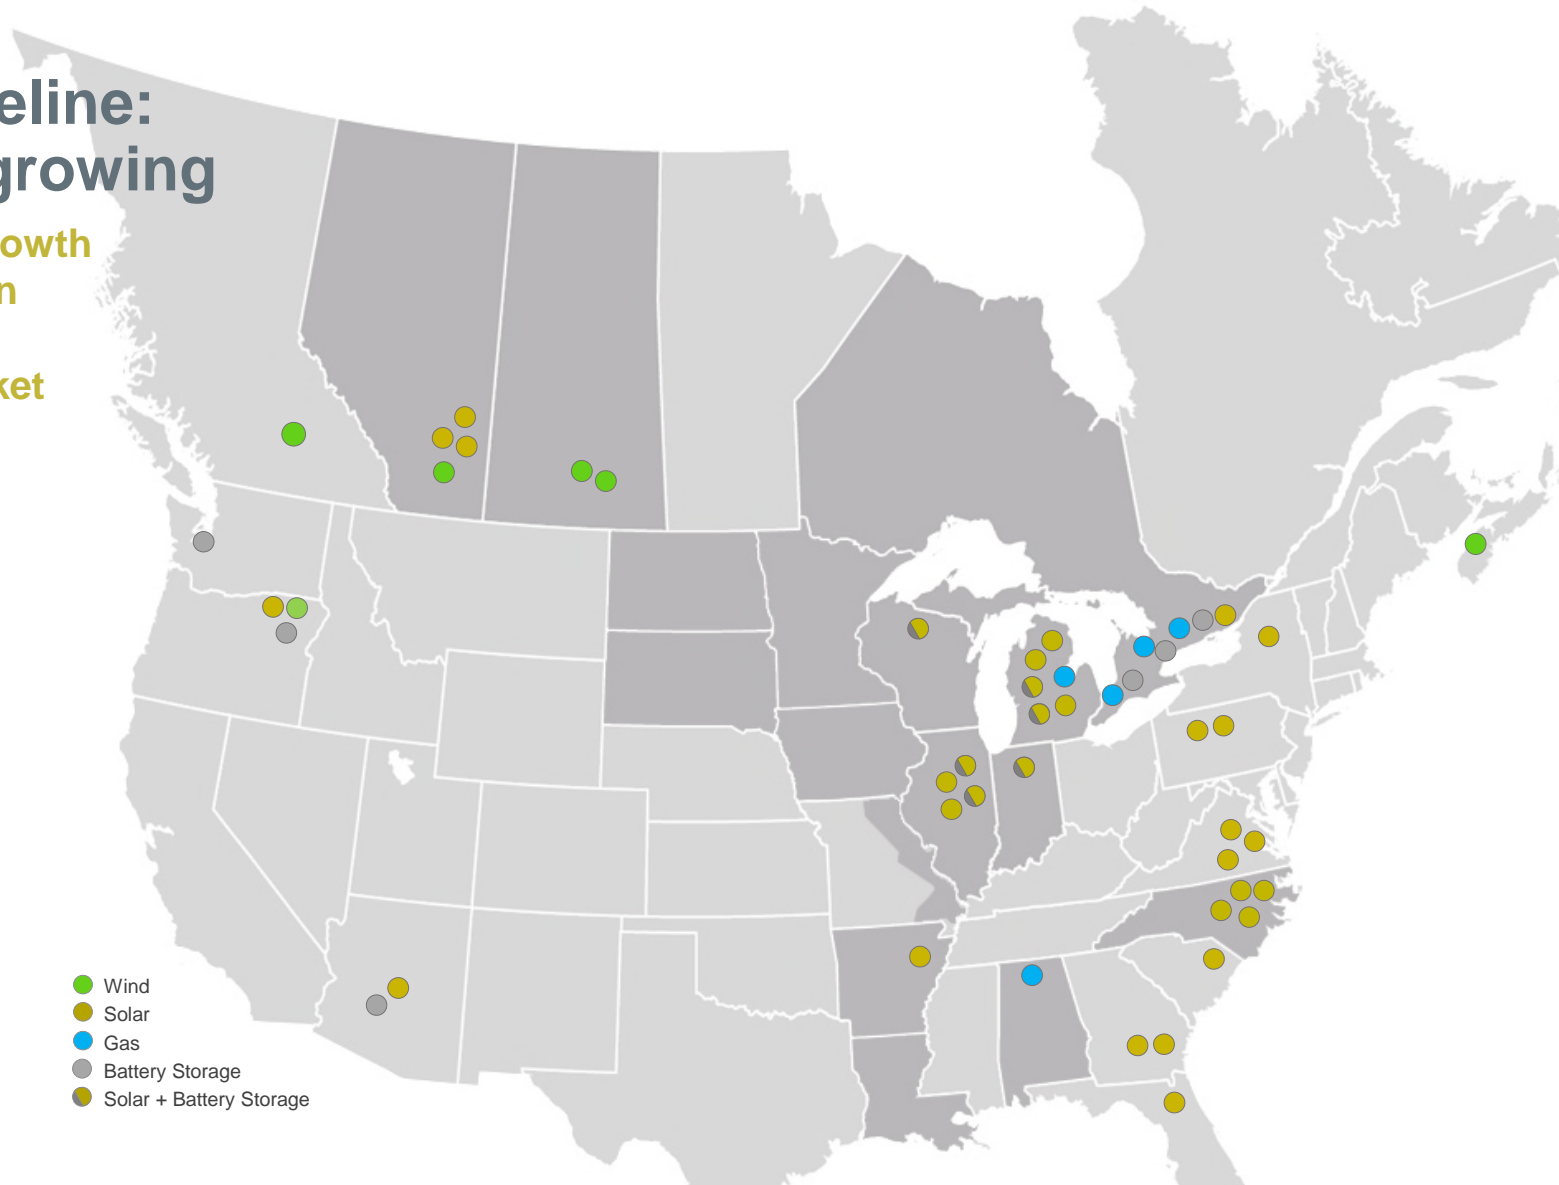 eline:
growing
owth
n
ket
Wind
Solar
Gas
Battery Storage
Solar + Battery Storage